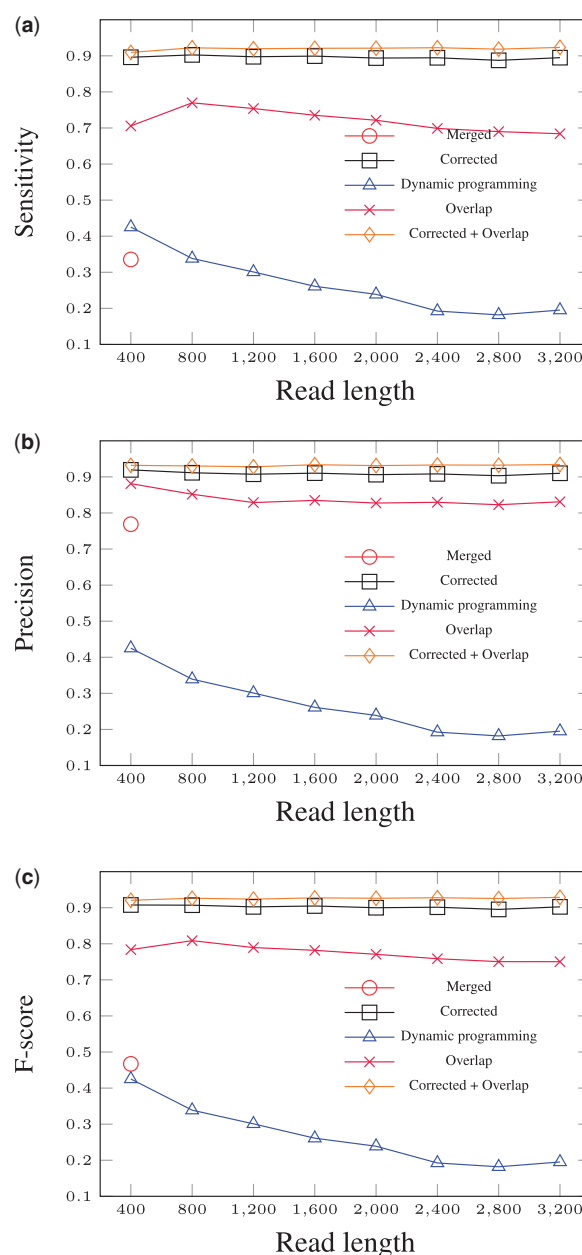 (a)
0.9
0.8
0.7
0.6
0.5
0.4
0.3
0.2
0.1
Sensitivity
Merged
Corrected
Dynamic programming
Overlap
Corrected + Overlap
400 800 1,200 1,600 2,000 2,400 2,800 3,200
Read length
(b)
0.9
0.8
0.7
0.6
0.5
0.4
0.3
0.2
0.1
Precision
Merged
Corrected
Dynamic programming
Overlap
Corrected + Overlap
400 800 1,200 1,600 2,000 2,400 2,800 3,200
Read length
(c)
0.9
0.8
0.7
0.6
0.5
0.4
0.3
0.2
0.1
F-score
Merged
Corrected
Dynamic programming
Overlap
Corrected + Overlap
400 800 1,200 1,600 2,000 2,400 2,800 3,200
Read length